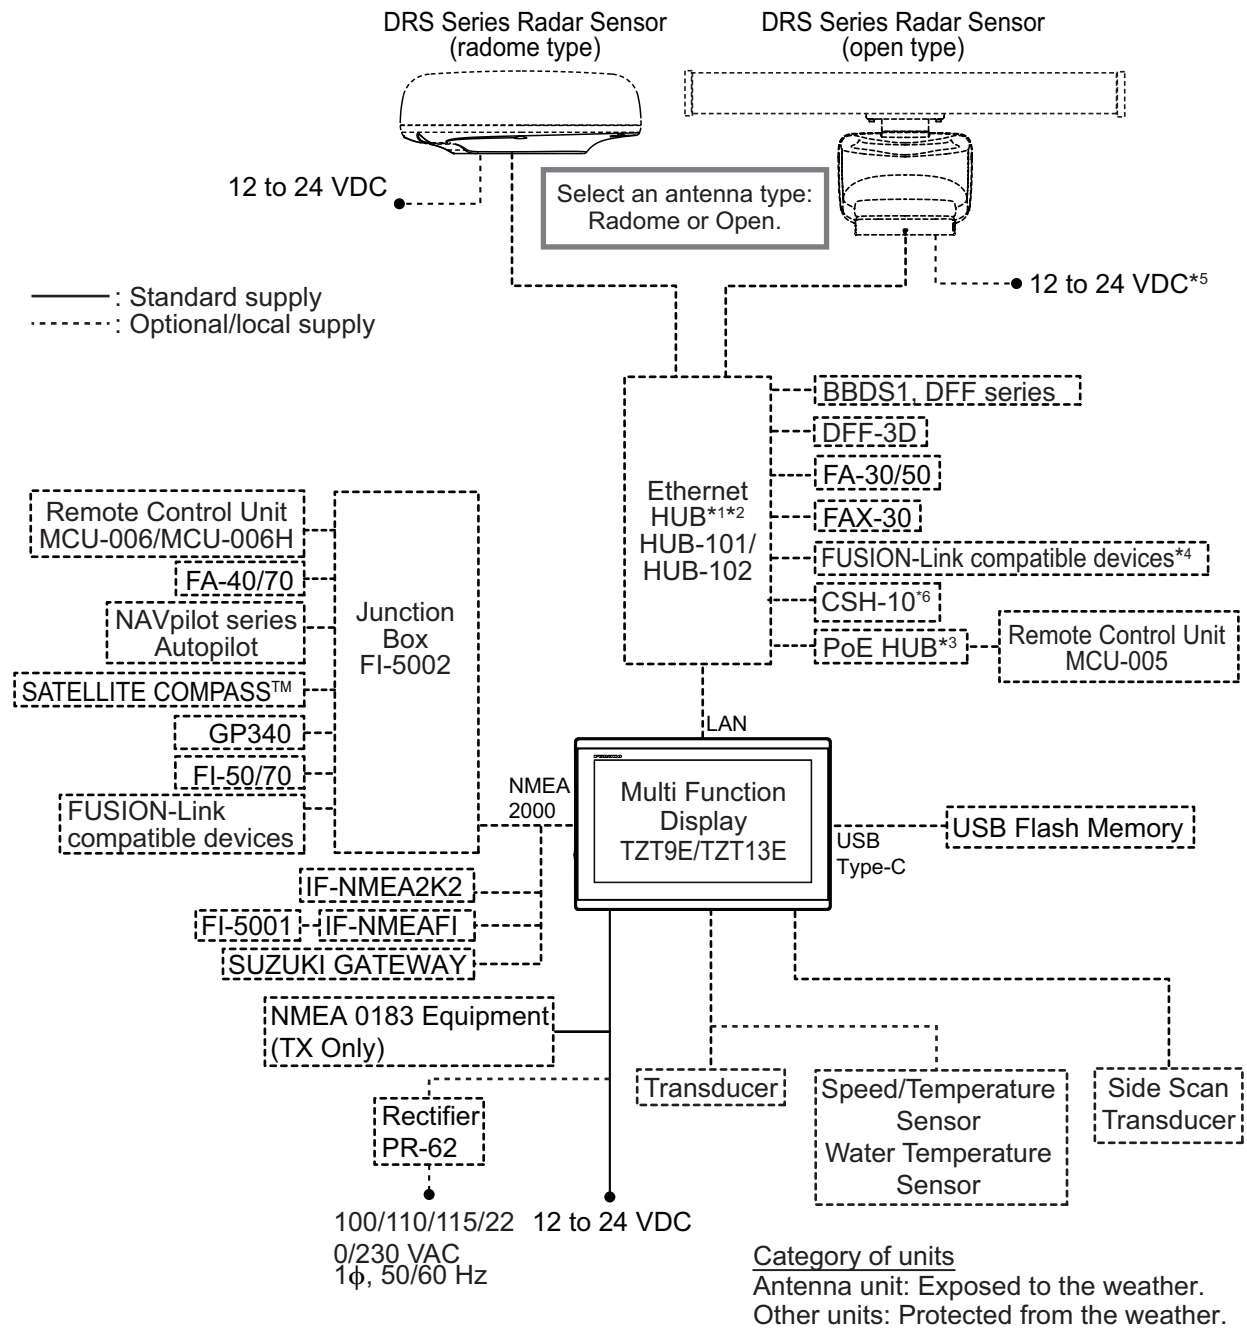 DRS Series Radar Sensor
(radome type)
DRS Series Radar Sensor
(open type)
12 to 24 VDC
Select an antenna type:
Radome or Open.
12 to 24 VDC*5
: Standard supply
: Optional/local supply
Ethernet
HUB*1*2
HUB-101/
HUB-102
BBDS1, DFF series
DFF-3D
FA-30/50
FAX-30
FUSION-Link compatible devices*4
CSH-10*6
PoE HUB*3
Remote Control Unit
MCU-005
Remote Control Unit
MCU-006/MCU-006H
FA-40/70
NAVpilot series
Autopilot
SATELLITE COMPASS™
GP340
FI-50/70
FUSION-Link
compatible devices
Junction
Box
FI-5002
LAN
NMEA
2000
Multi Function
Display
TZT9E/TZT13E
USB
Type-C
USB Flash Memory
IF-NMEA2K2
FI-5001
IF-NMEAFI
SUZUKI GATEWAY
NMEA 0183 Equipment
(TX Only)
Rectifier
PR-62
100/110/115/22
0/230 VAC
1ϕ, 50/60 Hz
12 to 24 VDC
Transducer
Speed/Temperature
Sensor
Water Temperature
Sensor
Side Scan
Transducer
Category of units
Antenna unit: Exposed to the weather.
Other units: Protected from the weather.